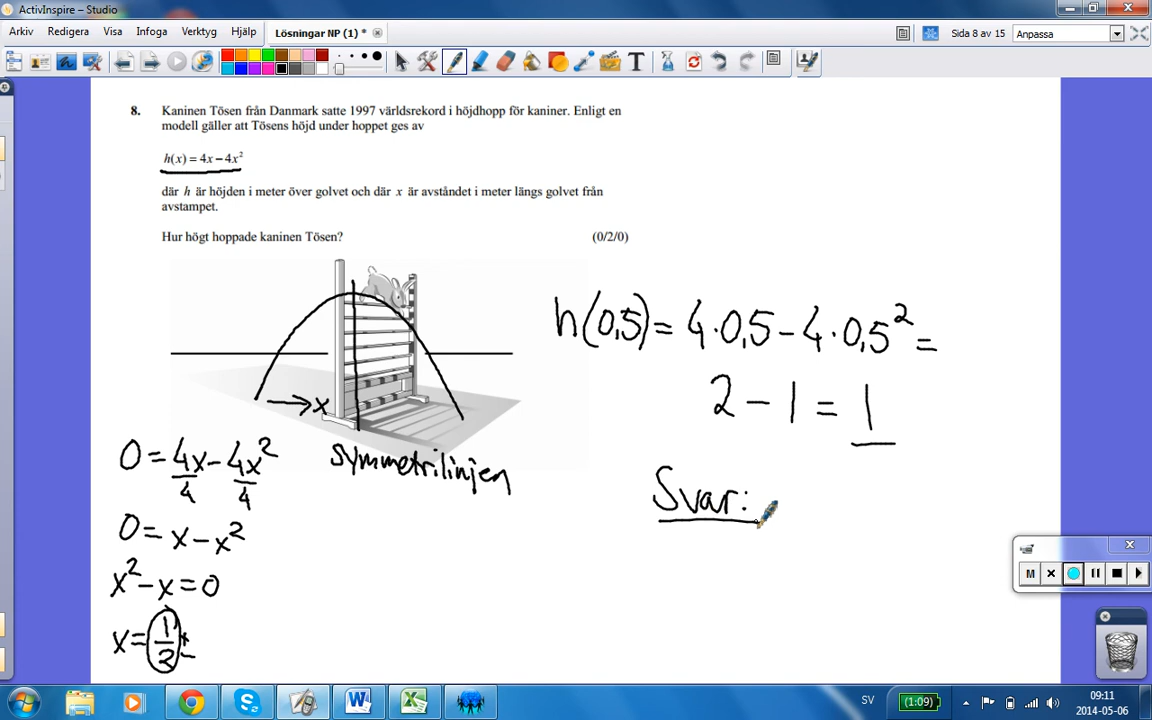 ActivInspire – Studio
Arkiv Redigera Visa Infoga Verktyg Hjälp Lösningar NP (1) * Sida 8 av 15 Anpassa
8. Kaninen Tösen från Danmark satte 1997 världsrekord i höjdhopp för kaniner. Enligt en
modell gäller att Tösens höjd under hoppet ges av
h(x) = 4x − 4x²
där h är höjden i meter över golvet och där x är avståndet i meter längs golvet från
avstampet.
Hur högt hoppade kaninen Tösen? (0/2/0)
h(0,5) = 4·0,5 − 4·0,5² =
2 − 1 = 1
→ x
symmetrilinjen
0 = 4x/4 − 4x²/4
0 = x − x²
x² − x = 0
x = 1/2 ±
Svar:
M
SV (1:09) 09:11
2014-05-06